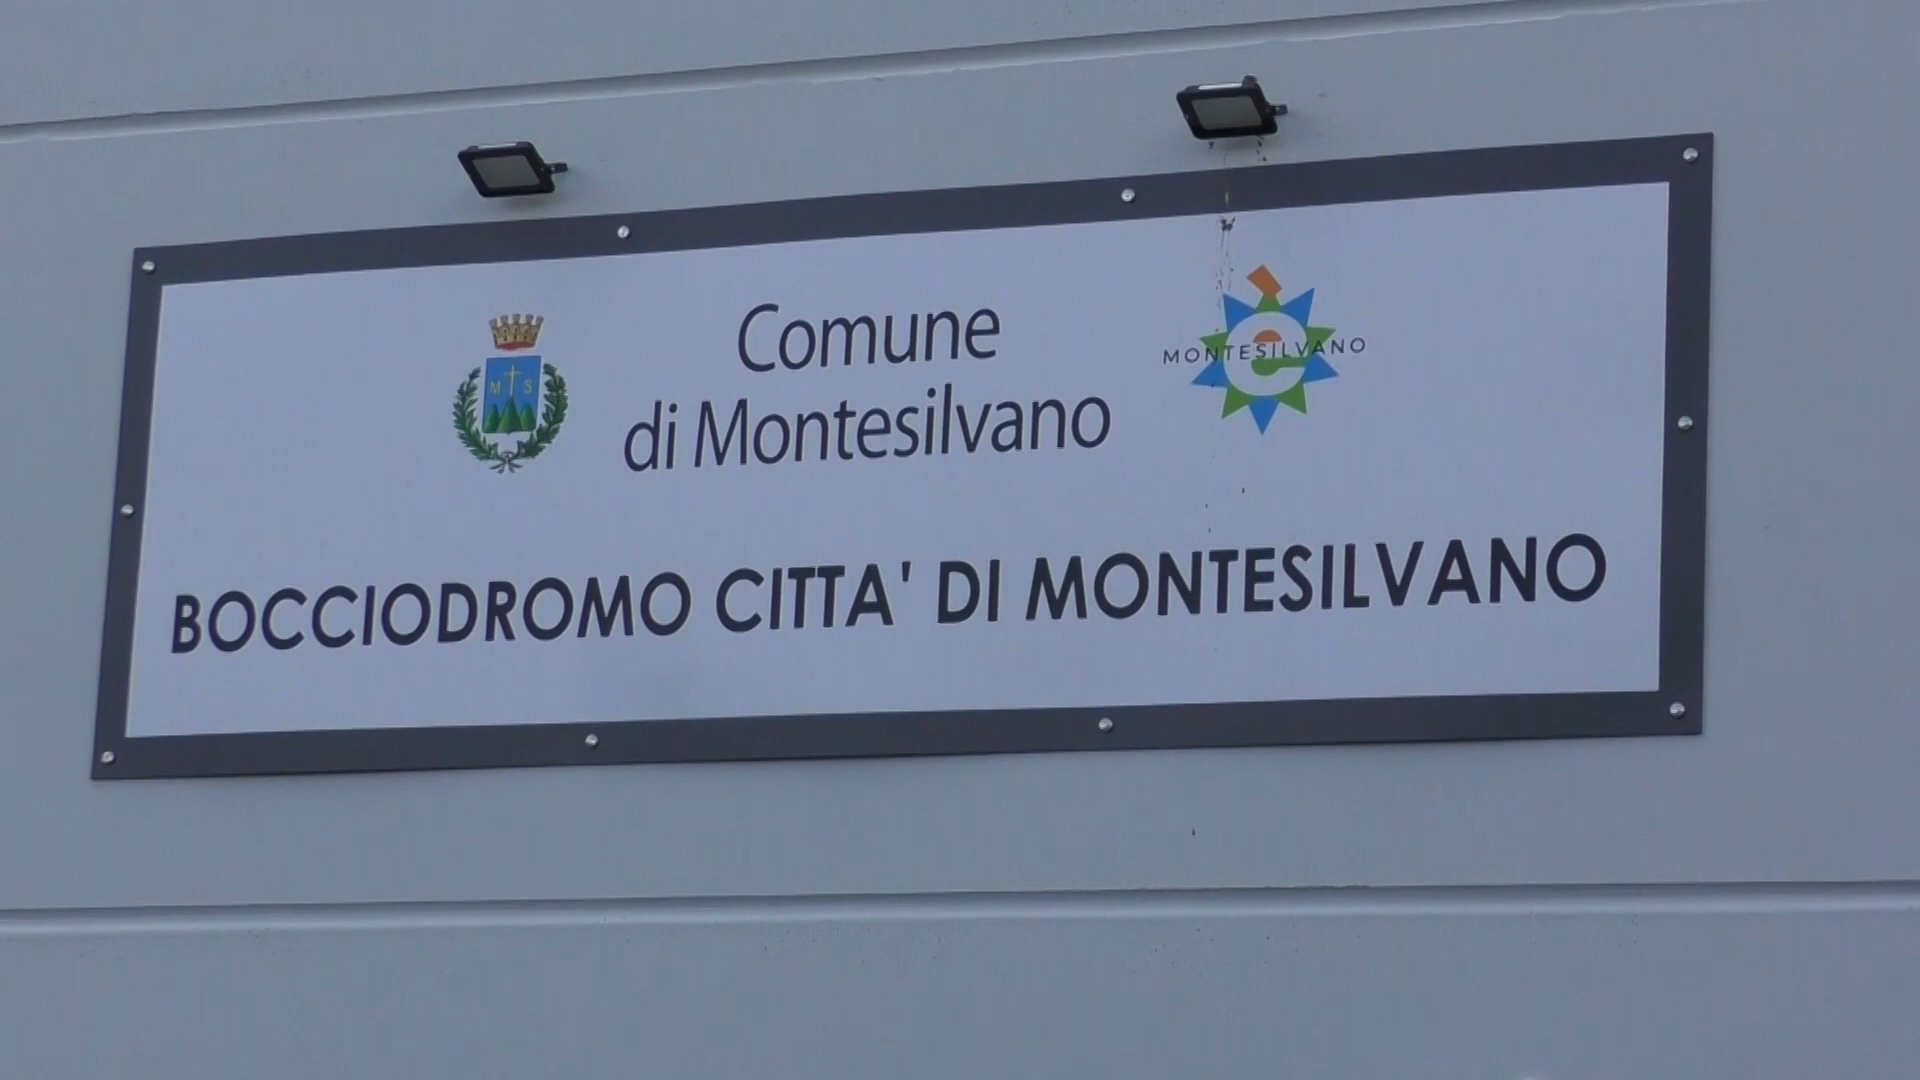 Comune
di Montesilvano
M S
MONTESILVANO
è
BOCCIODROMO CITTA' DI MONTESILVANO